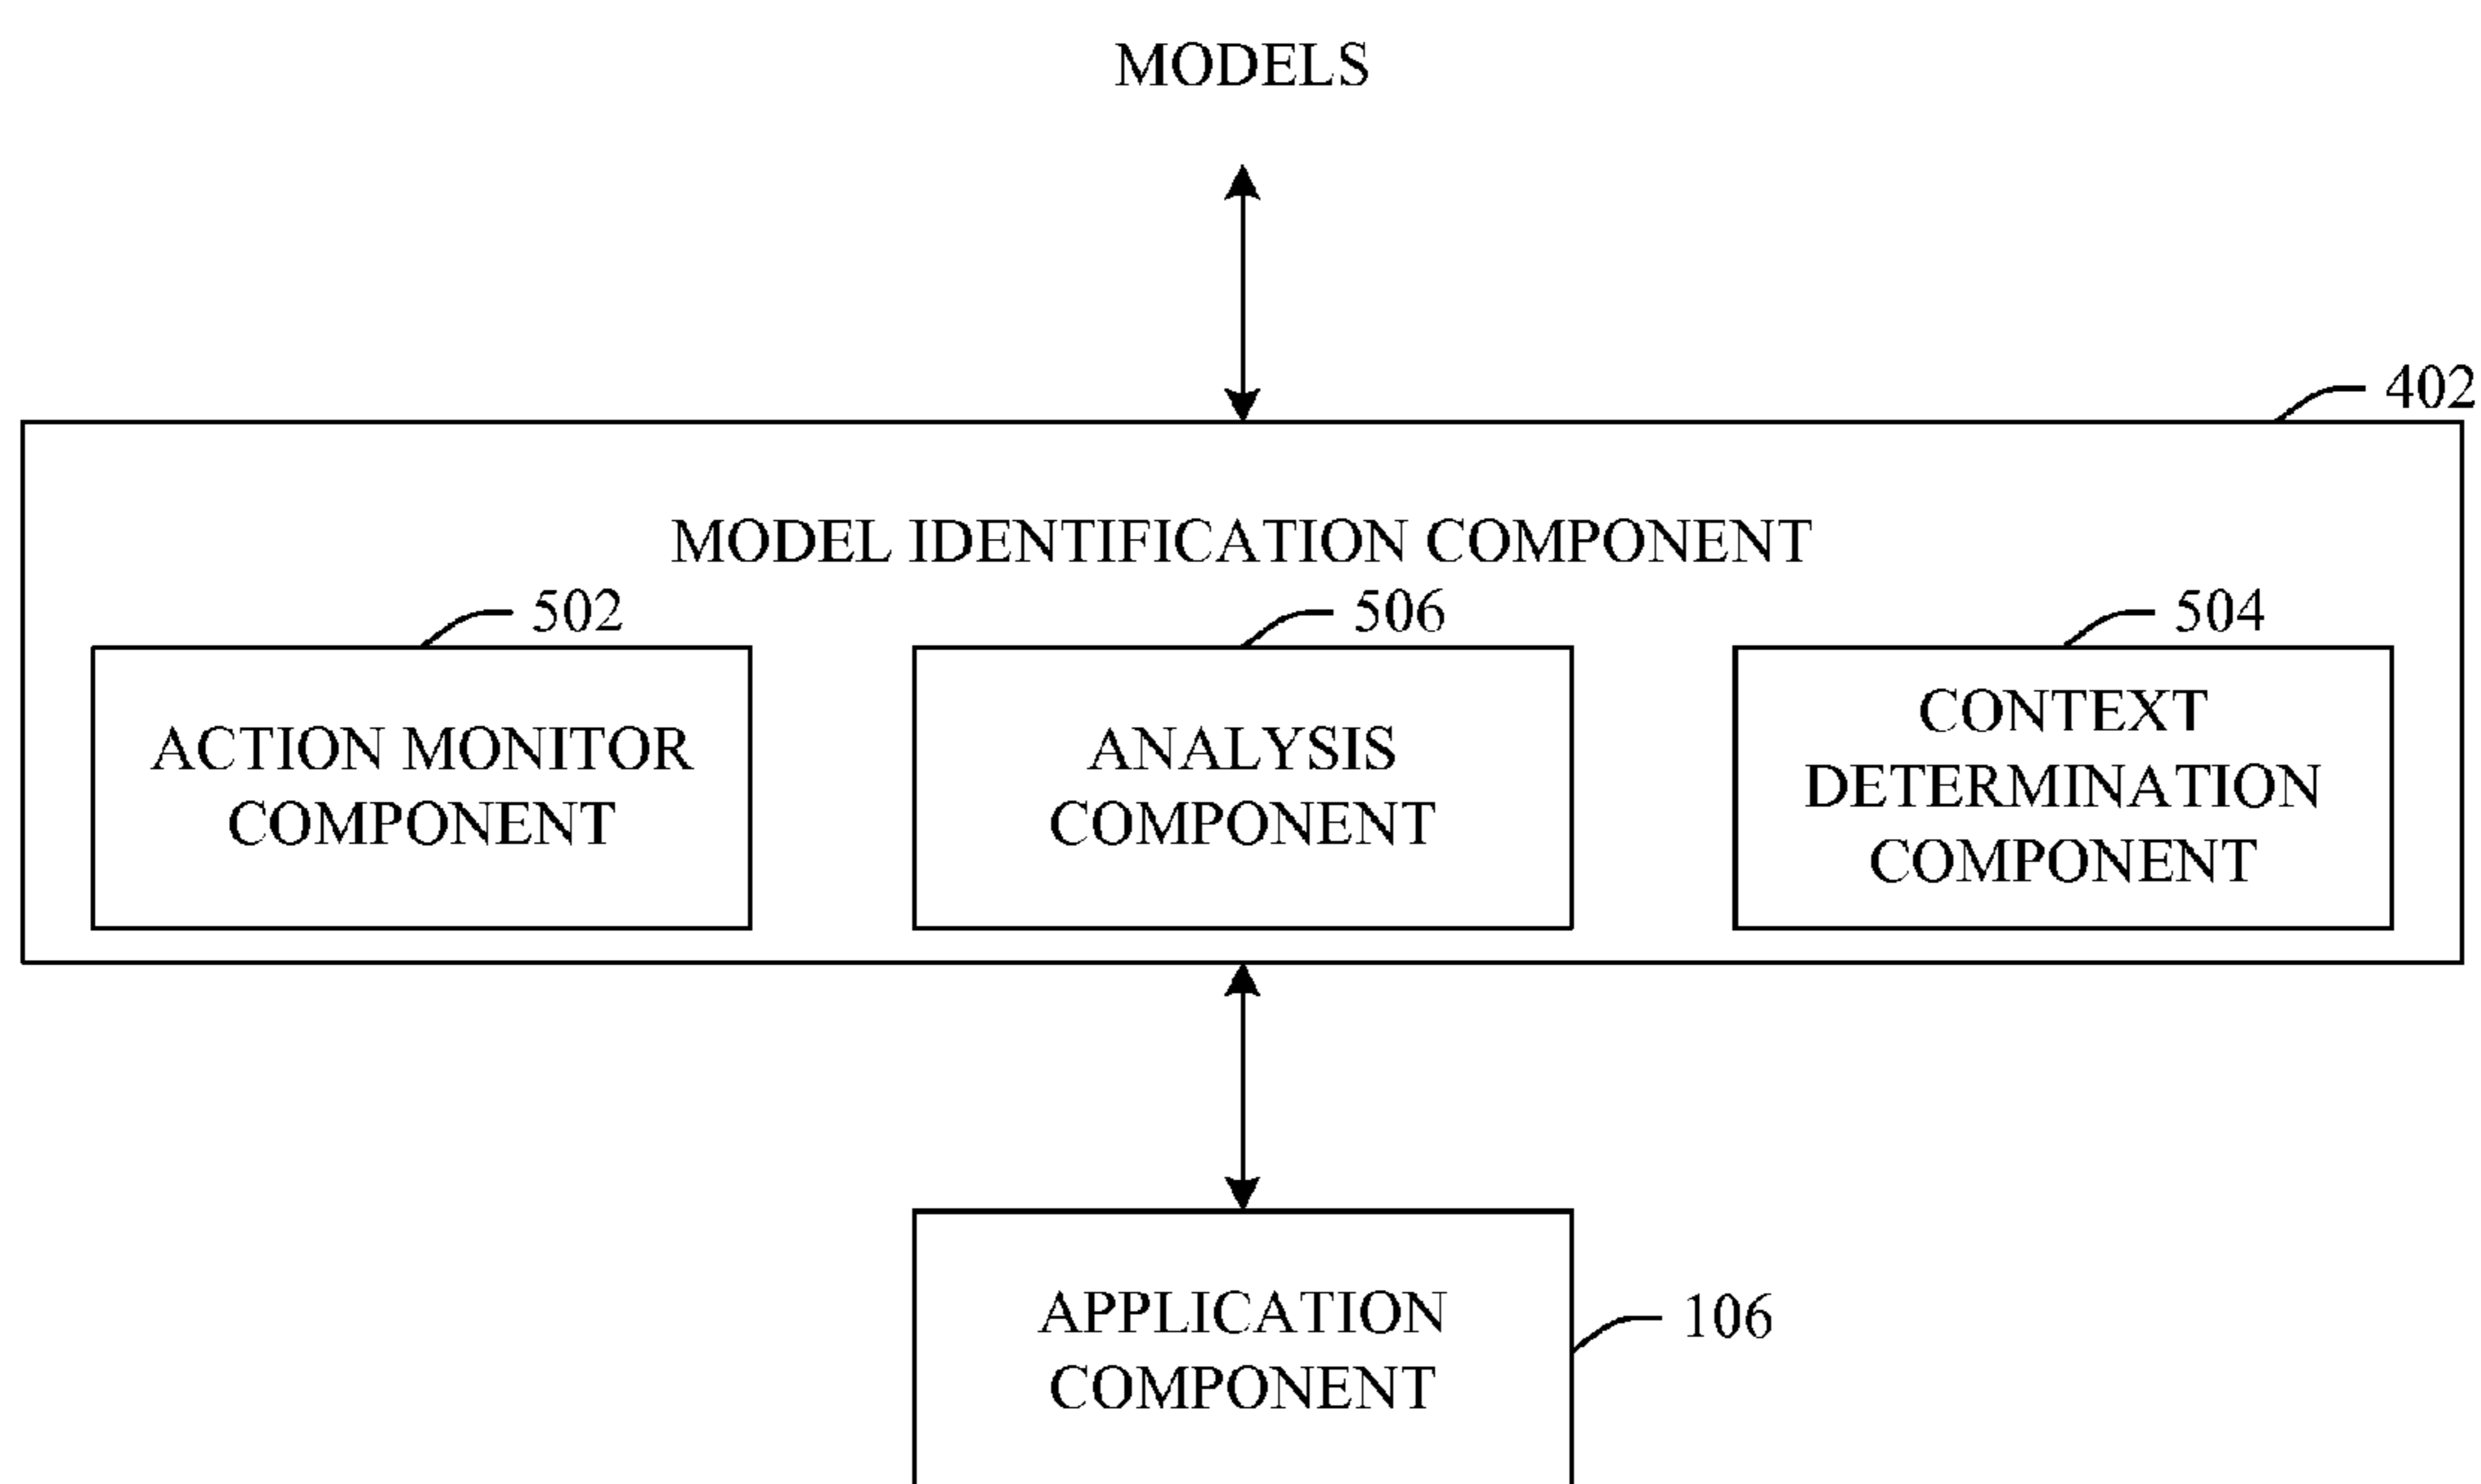 MODELS
402
MODEL IDENTIFICATION COMPONENT
502
506
504
ACTION MONITOR
COMPONENT
ANALYSIS
COMPONENT
CONTEXT
DETERMINATION
COMPONENT
APPLICATION
COMPONENT
106